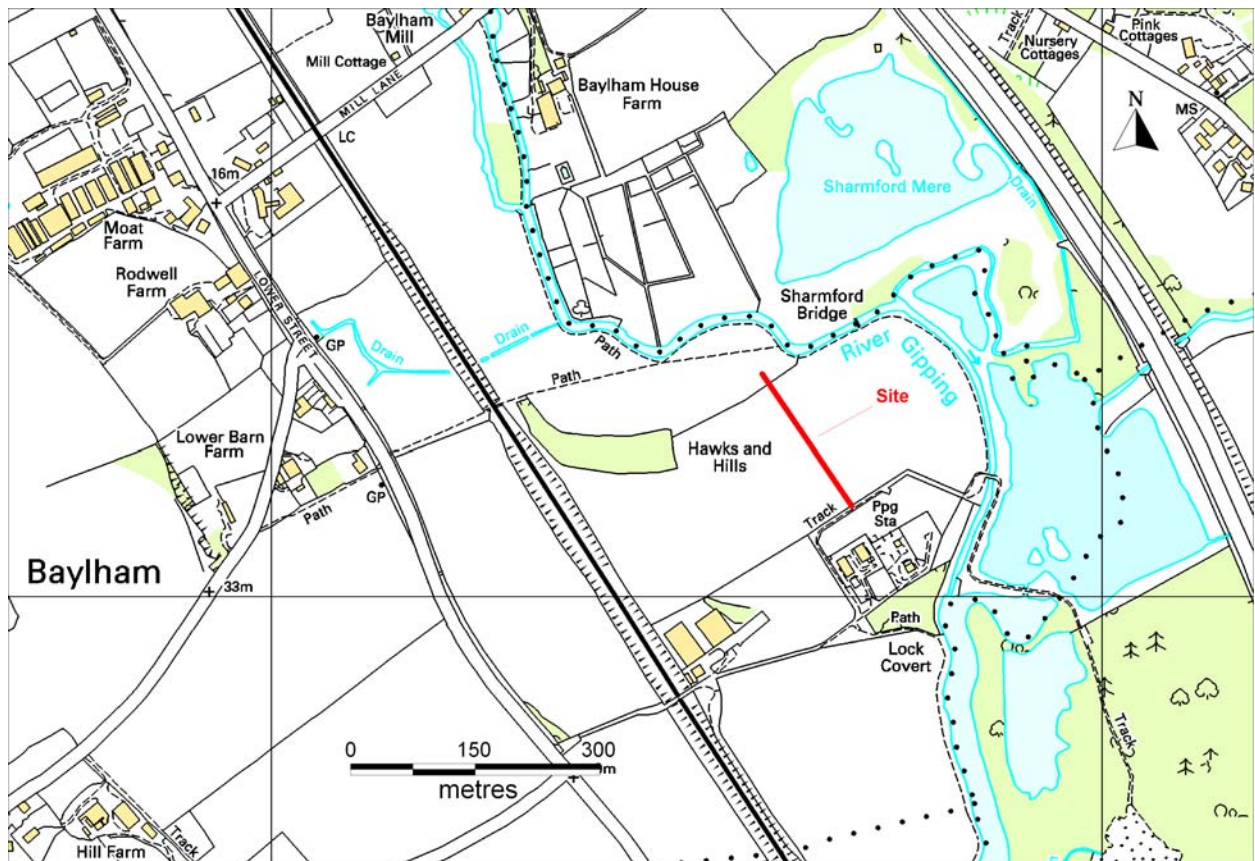 Baylham
Mill
Mill Cottage
MILL LANE
LC
Baylham House
Farm
Track
Nursery
Cottages
Pink
Cottages
MS
N
Sharmford Mere
Drain
16m
Moat
Farm
Rodwell
Farm
LOWER STREET
GP
Drain
Drain
Path
Path
Sharmford
Bridge
River Gipping
Site
Lower Barn
Farm
GP
Path
Hawks and
Hills
Track
Ppg
Sta
Baylham
33m
Path
Lock
Covert
Track
0 150 300
metres
Hill Farm
Track